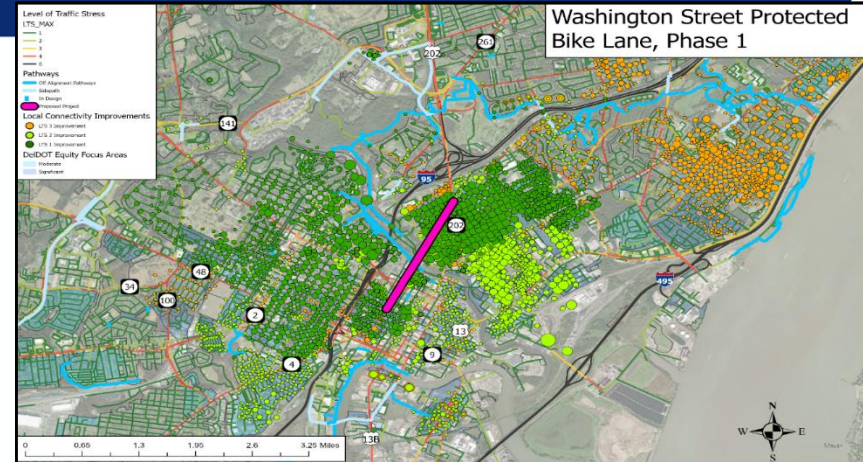 Washington Street Protected
Bike Lane, Phase 1
Level of Traffic Stress
LTS_MAX
1
2
3
4
Pathways
Off Alignment Pathways
Sidepath
In Design
Proposed Project
Local Connectivity Improvements
LTS 3 Improvement
LTS 2 Improvement
LTS 1 Improvement
DelDOT Equity Focus Areas
Moderate
Significant
261
202
141
95
202
48
34
100
2
495
13
4
9
13B
0 0.65 1.3 1.95 2.6 3.25 Miles
N
W E
S